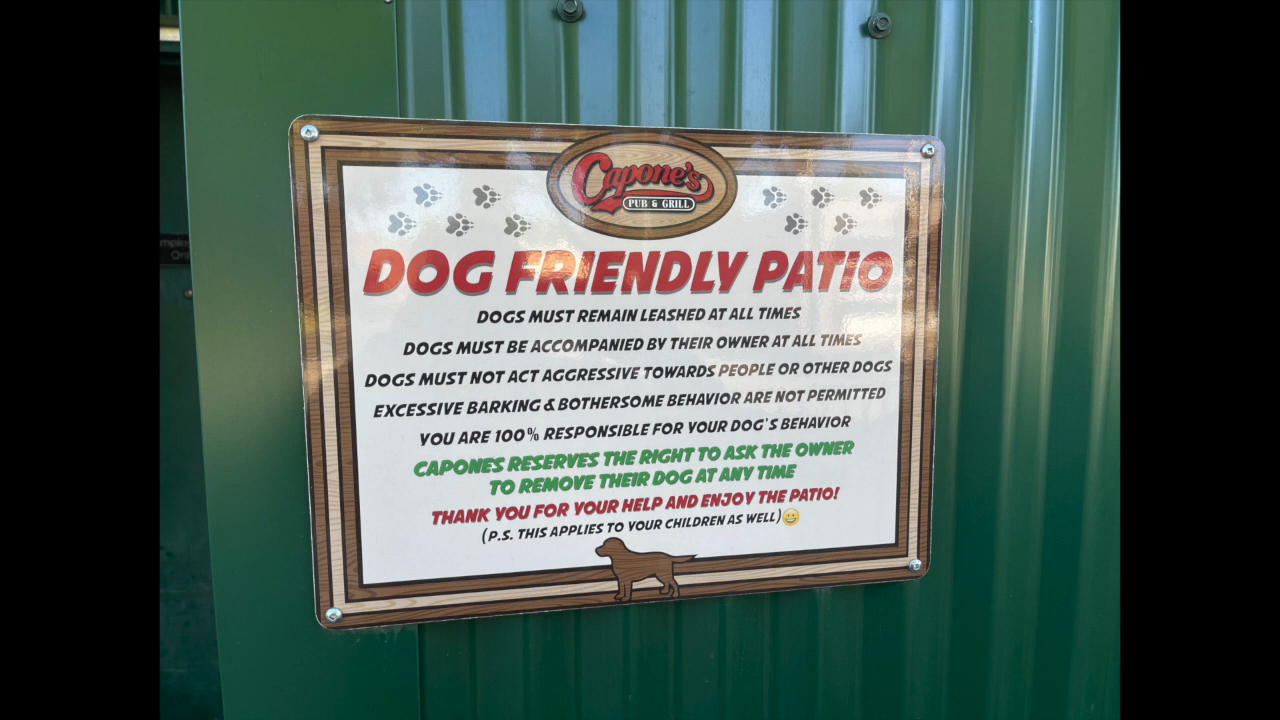 Capone's
PUB & GRILL
DOG FRIENDLY PATIO
DOGS MUST REMAIN LEASHED AT ALL TIMES
DOGS MUST BE ACCOMPANIED BY THEIR OWNER AT ALL TIMES
DOGS MUST NOT ACT AGGRESSIVE TOWARDS PEOPLE OR OTHER DOGS
EXCESSIVE BARKING & BOTHERSOME BEHAVIOR ARE NOT PERMITTED
YOU ARE 100% RESPONSIBLE FOR YOUR DOG'S BEHAVIOR
CAPONES RESERVES THE RIGHT TO ASK THE OWNER
TO REMOVE THEIR DOG AT ANY TIME
THANK YOU FOR YOUR HELP AND ENJOY THE PATIO!
(P.S. THIS APPLIES TO YOUR CHILDREN AS WELL)😀